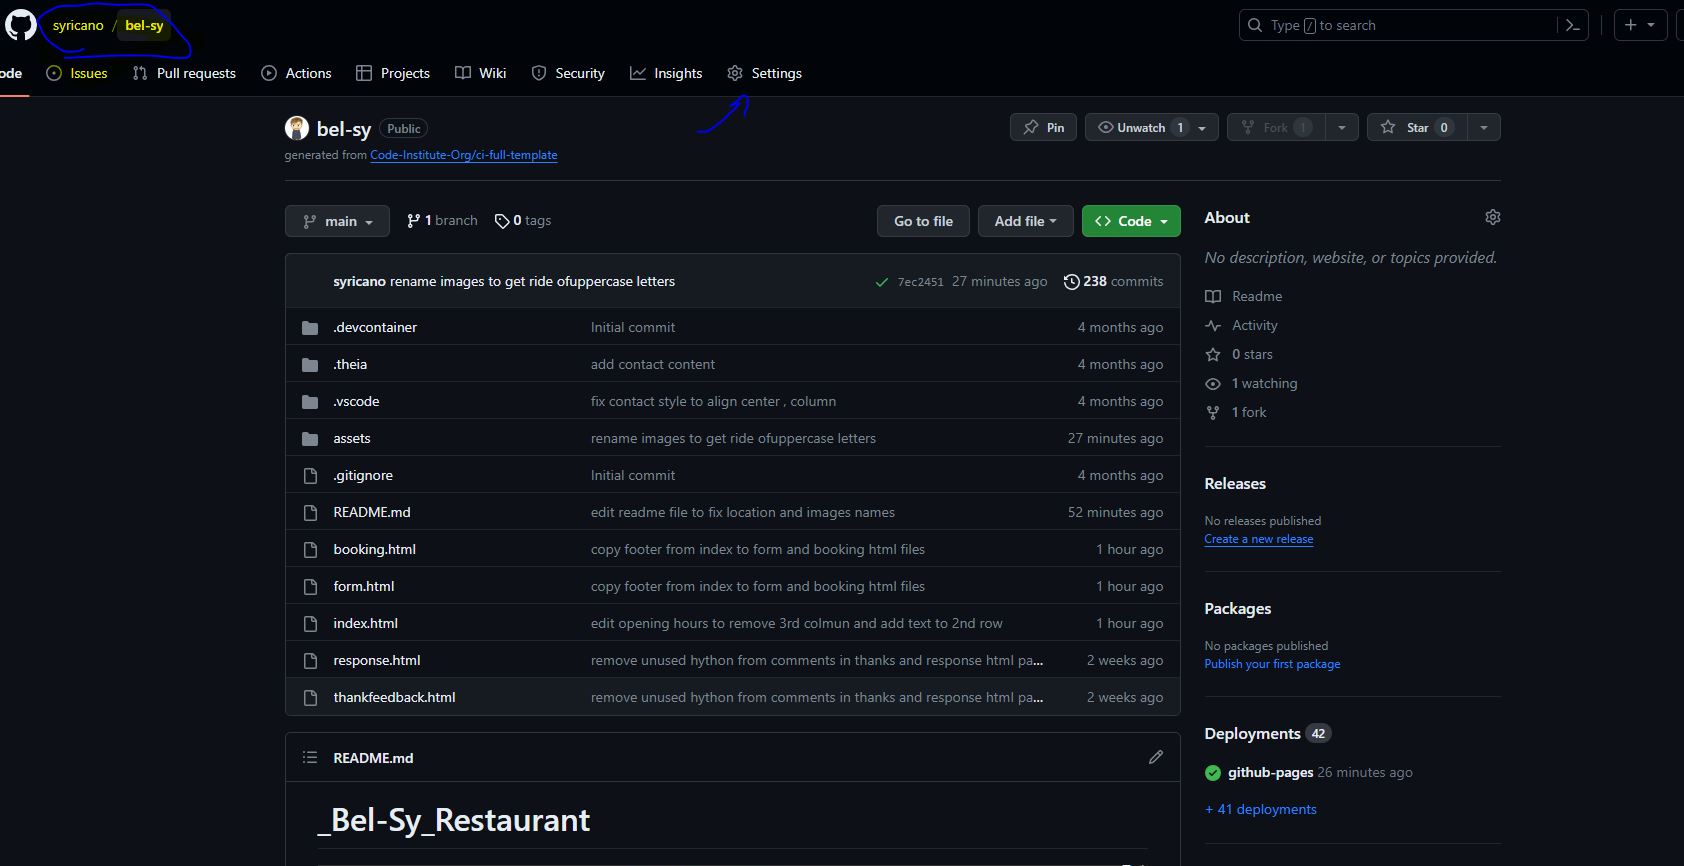 syricano / bel-sy
Type / to search
ode Issues Pull requests Actions Projects Wiki Security Insights Settings
bel-sy Public
Pin Unwatch 1 Fork 1 Star 0
generated from Code-Institute-Org/ci-full-template
main 1 branch 0 tags Go to file Add file Code
syricano rename images to get ride ofuppercase letters 7ec2451 27 minutes ago 238 commits
.devcontainer Initial commit 4 months ago
.theia add contact content 4 months ago
.vscode fix contact style to align center , column 4 months ago
assets rename images to get ride ofuppercase letters 27 minutes ago
.gitignore Initial commit 4 months ago
README.md edit readme file to fix location and images names 52 minutes ago
booking.html copy footer from index to form and booking html files 1 hour ago
form.html copy footer from index to form and booking html files 1 hour ago
index.html edit opening hours to remove 3rd colmun and add text to 2nd row 1 hour ago
response.html remove unused hython from comments in thanks and response html pa... 2 weeks ago
thankfeedback.html remove unused hython from comments in thanks and response html pa... 2 weeks ago
README.md
_Bel-Sy_Restaurant
About
No description, website, or topics provided.
Readme
Activity
0 stars
1 watching
1 fork
Releases
No releases published
Create a new release
Packages
No packages published
Publish your first package
Deployments 42
github-pages 26 minutes ago
+ 41 deployments